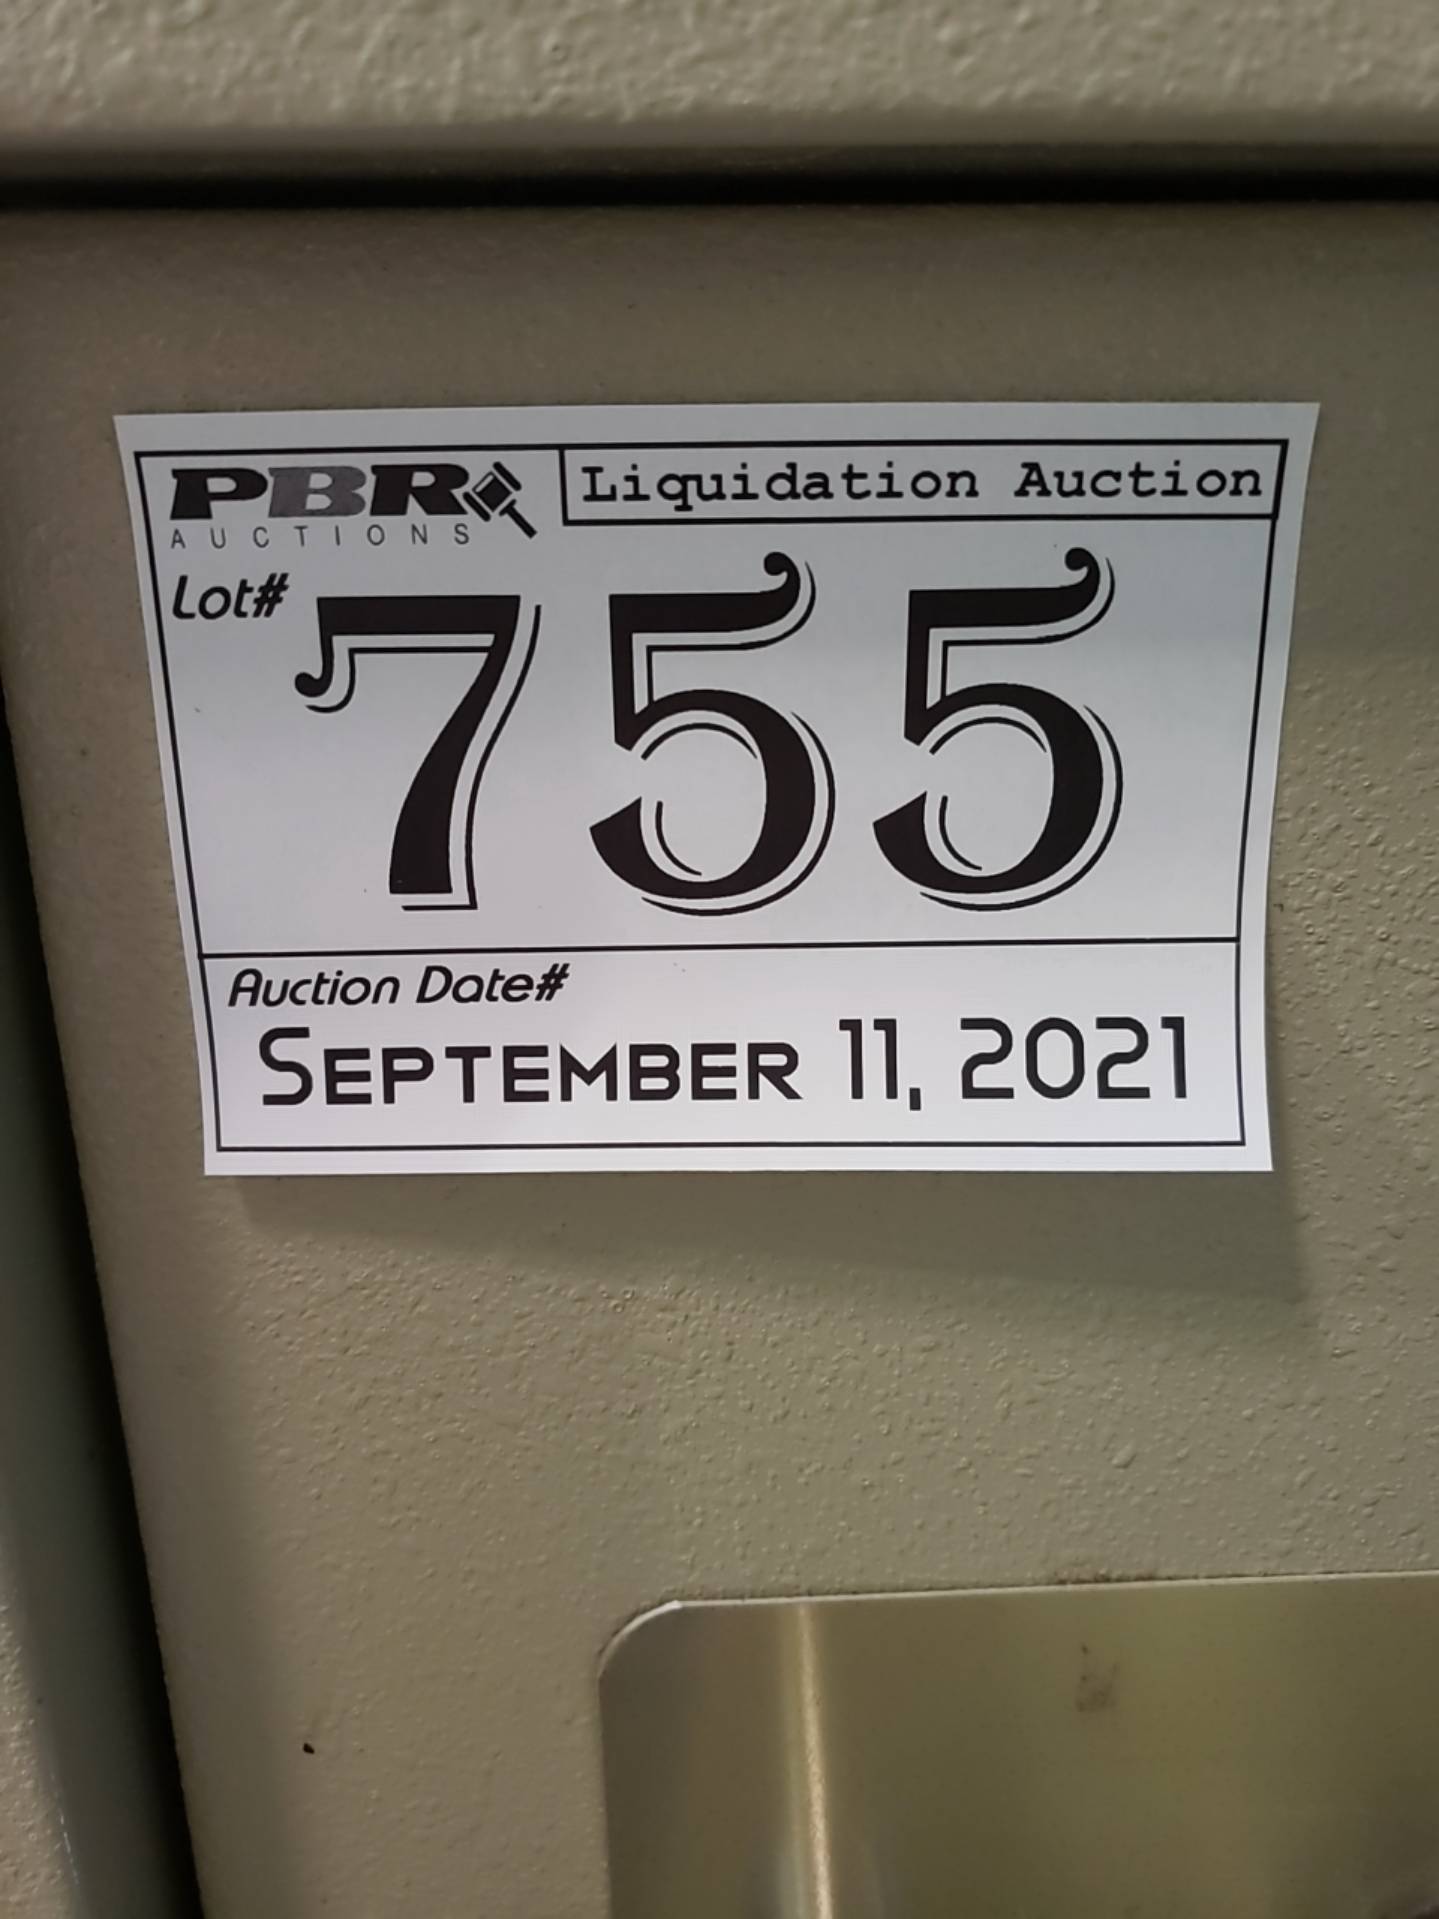 PBR
AUCTIONS
Liquidation Auction
Lot#
755
Auction Date#
September 11, 2021